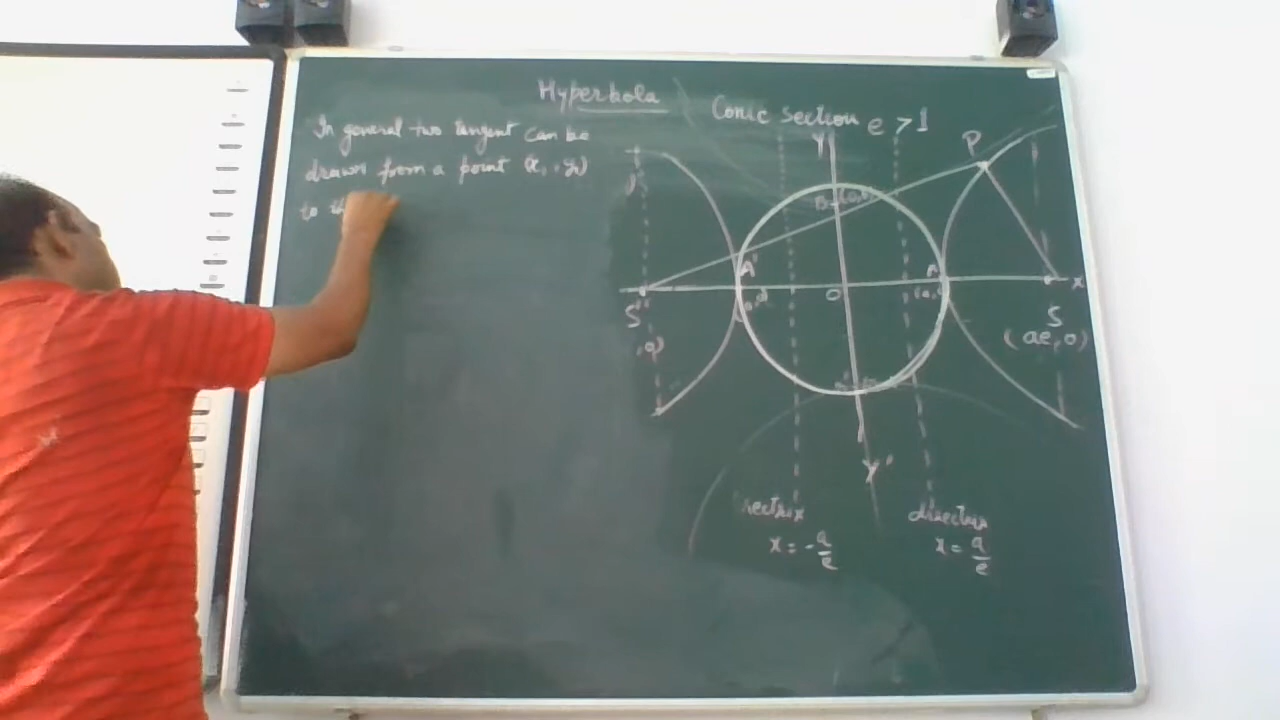 Hyperbola
Conic section e > 1
In general two tangent can be
drawn from a point (x₁, y₁)
to
Y
P
B
A'
A
O
x
S'
S
(ae, 0)
Y'
directrix
x = -a/e
x = a/e